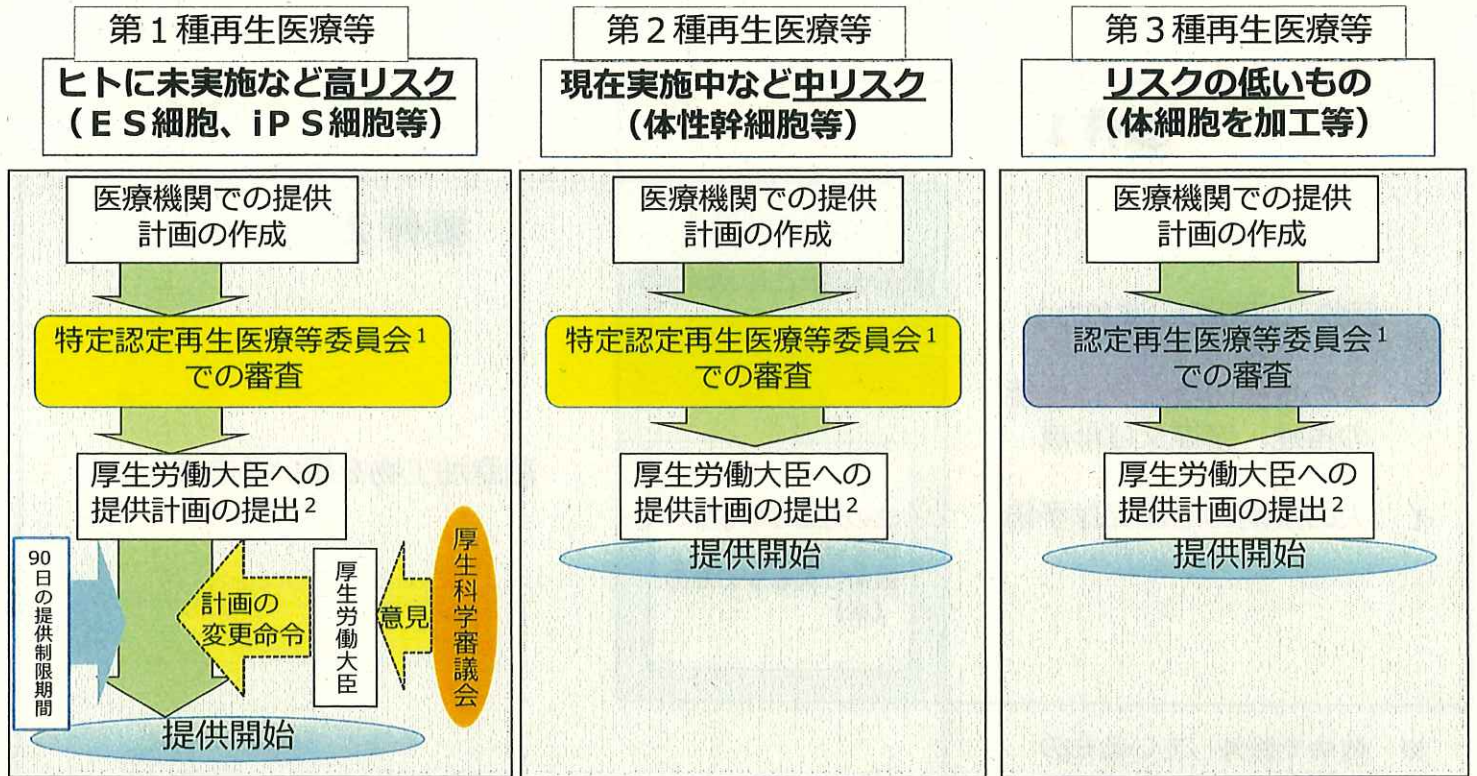 第1種再生医療等
ヒトに未実施など高リスク
(ES細胞、iPS細胞等)
医療機関での提供
計画の作成
特定認定再生医療等委員会1
での審査
厚生労働大臣への
提供計画の提出2
90日の提供制限期間
計画の
変更命令
厚生労働大臣
意見
厚生科学審議会
提供開始
第2種再生医療等
現在実施中など中リスク
(体性幹細胞等)
医療機関での提供
計画の作成
特定認定再生医療等委員会1
での審査
厚生労働大臣への
提供計画の提出2
提供開始
第3種再生医療等
リスクの低いもの
(体細胞を加工等)
医療機関での提供
計画の作成
認定再生医療等委員会1
での審査
厚生労働大臣への
提供計画の提出2
提供開始